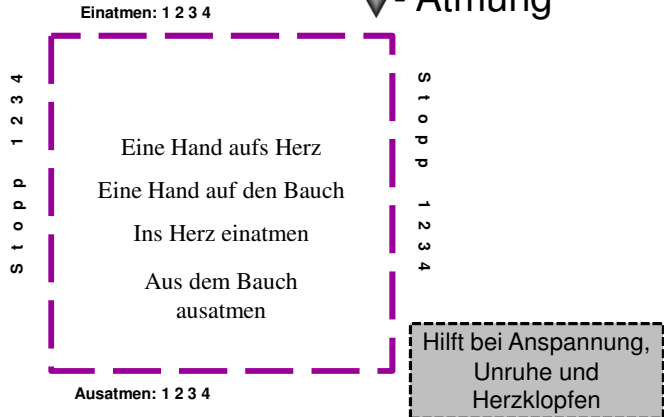 - Atmung
Einatmen: 1 2 3 4
Stopp 1 2 3 4
Stopp 1 2 3 4
Eine Hand aufs Herz
Eine Hand auf den Bauch
Ins Herz einatmen
Aus dem Bauch
ausatmen
Ausatmen: 1 2 3 4
Hilft bei Anspannung,
Unruhe und
Herzklopfen